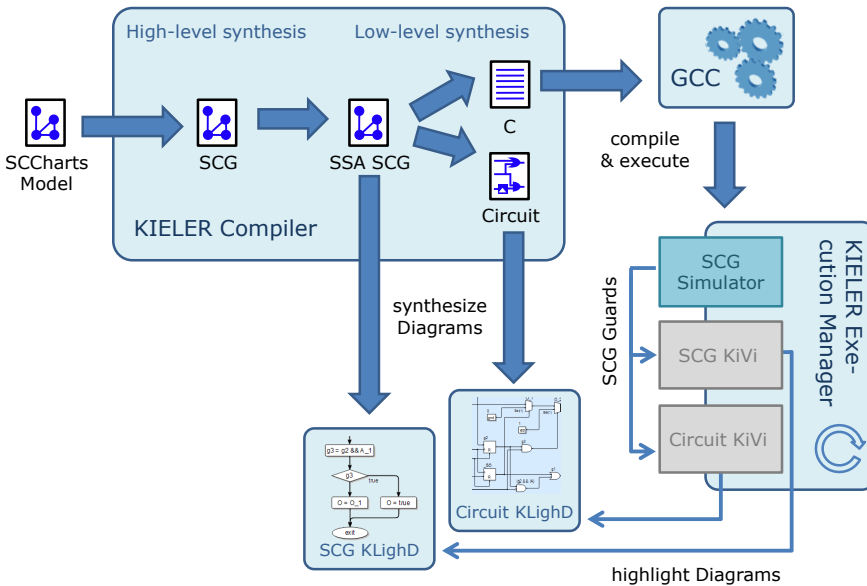 High-level synthesis
Low-level synthesis
GCC
SCCharts
Model
SCG
SSA SCG
C
Circuit
KIELER Compiler
compile
& execute
synthesize
Diagrams
SCG Guards
SCG
Simulator
SCG KiVi
Circuit KiVi
KIELER Exe-
cution Manager
g3 = g2 && A_1
g3
true
O = O_1
O = true
exit
SCG KLighD
Circuit KLighD
highlight Diagrams